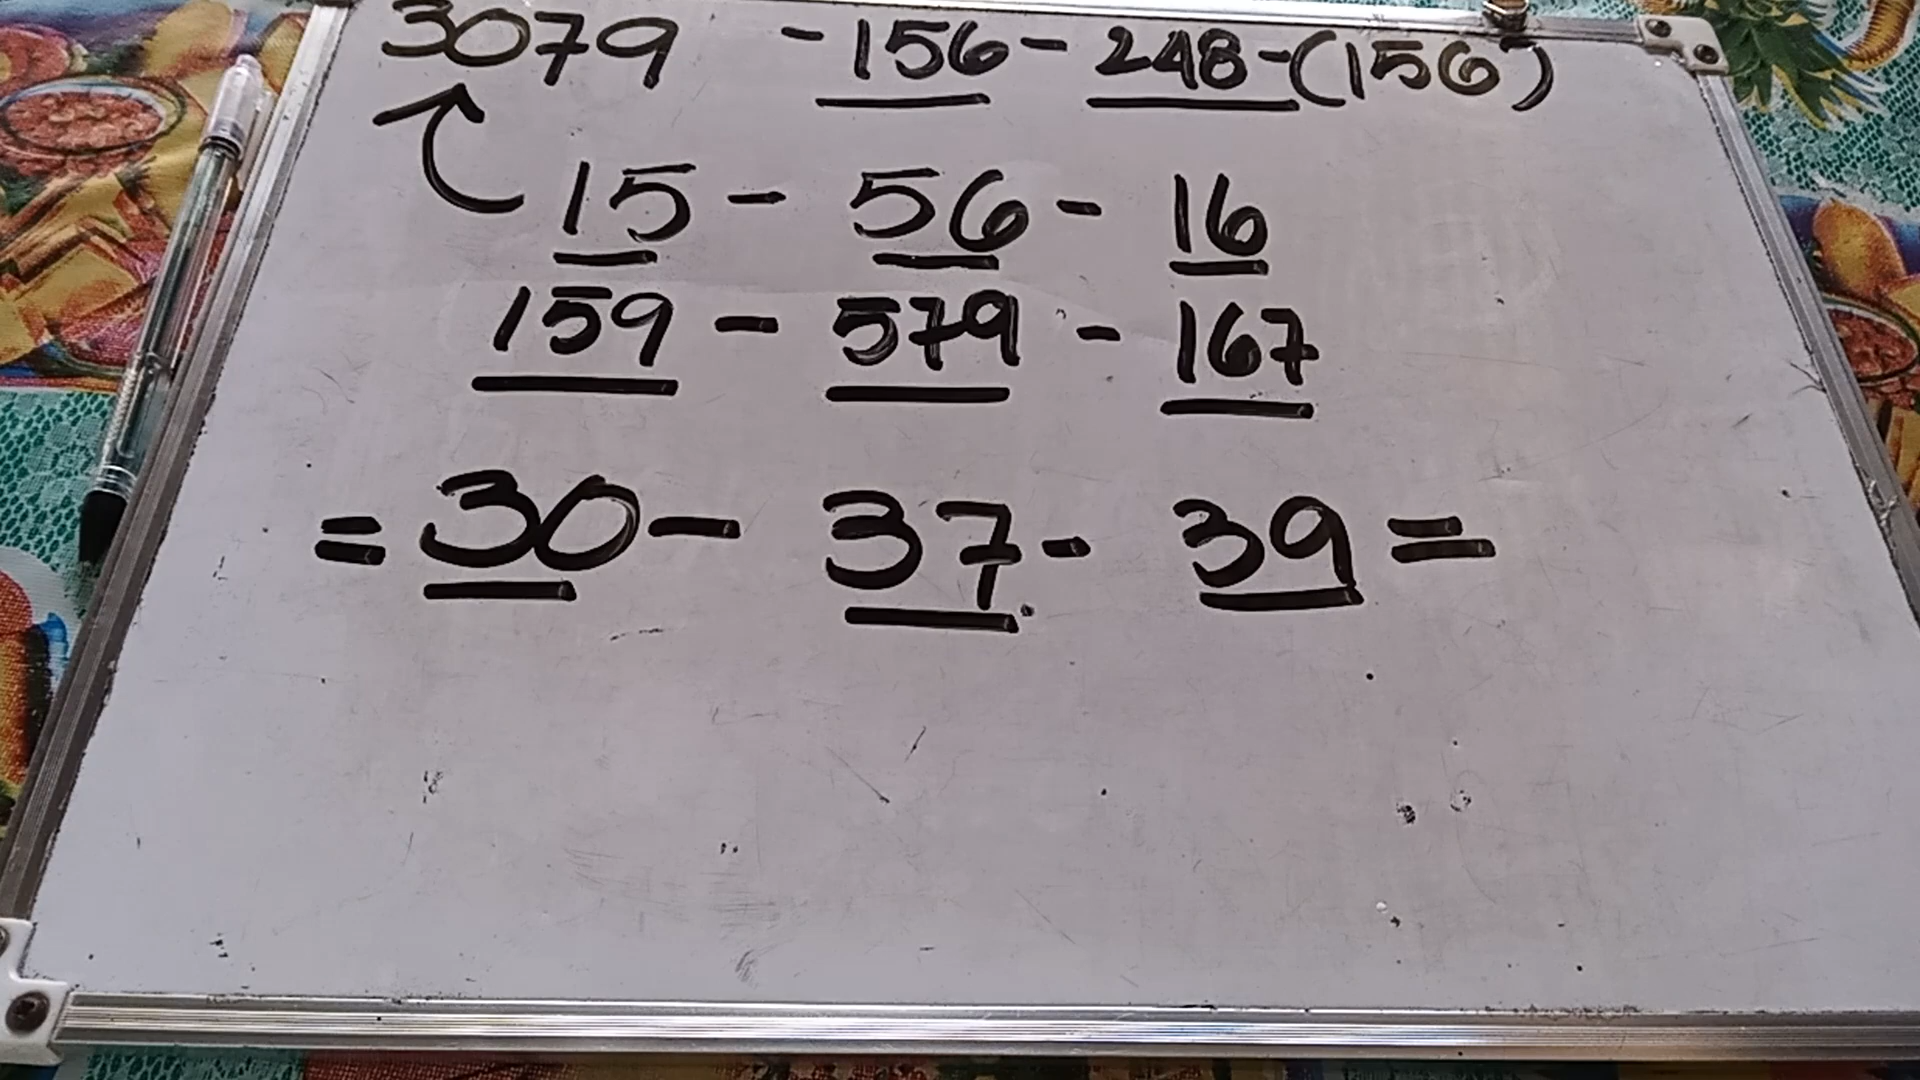 3079 - 156 - 248 - (156)
15 - 56 - 16
159 - 579 - 167
= 30 - 37 - 39 =